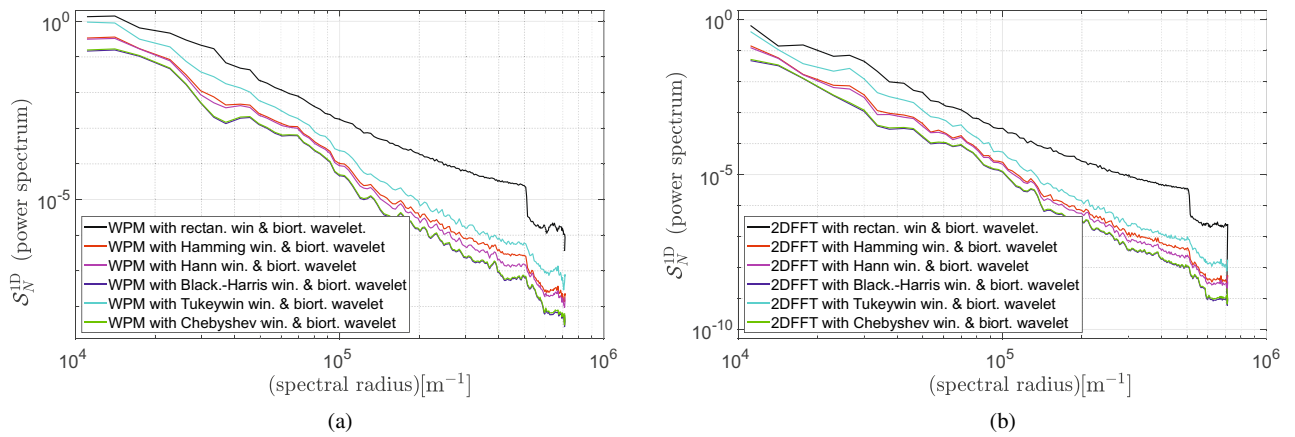 10^0
10^-5
10^4
10^5
10^6
S_N^1D (power spectrum)
(spectral radius)[m^-1]
WPM with rectan. win & biort. wavelet.
WPM with Hamming win. & biort. wavelet
WPM with Hann win. & biort. wavelet
WPM with Black.-Harris win. & biort. wavelet
WPM with Tukeywin win. & biort. wavelet
WPM with Chebyshev win. & biort. wavelet
(a)
10^0
10^-5
10^-10
10^4
10^5
10^6
S_N^1D (power spectrum)
(spectral radius)[m^-1]
2DFFT with rectan. win & biort. wavelet.
2DFFT with Hamming win. & biort. wavelet
2DFFT with Hann win. & biort. wavelet
2DFFT with Black.-Harris win. & biort. wavelet
2DFFT with Tukeywin win. & biort. wavelet
2DFFT with Chebyshev win. & biort. wavelet
(b)